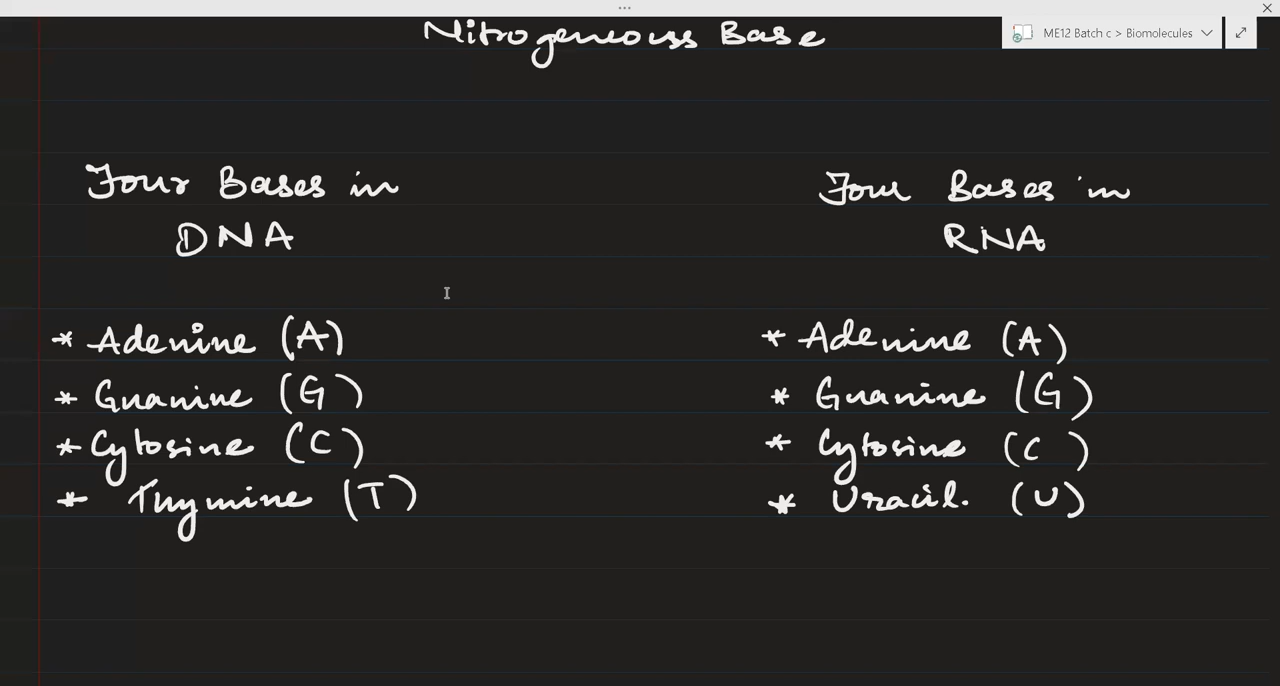 Nitrogeneouss Base
ME12 Batch c > Biomolecules
Four Bases in
DNA
* Adenine (A)
* Guanine (G)
* Cytosine (C)
* Thymine (T)
Four Bases in
RNA
* Adenine (A)
* Guanine (G)
* Cytosine (C)
* Uracil. (U)